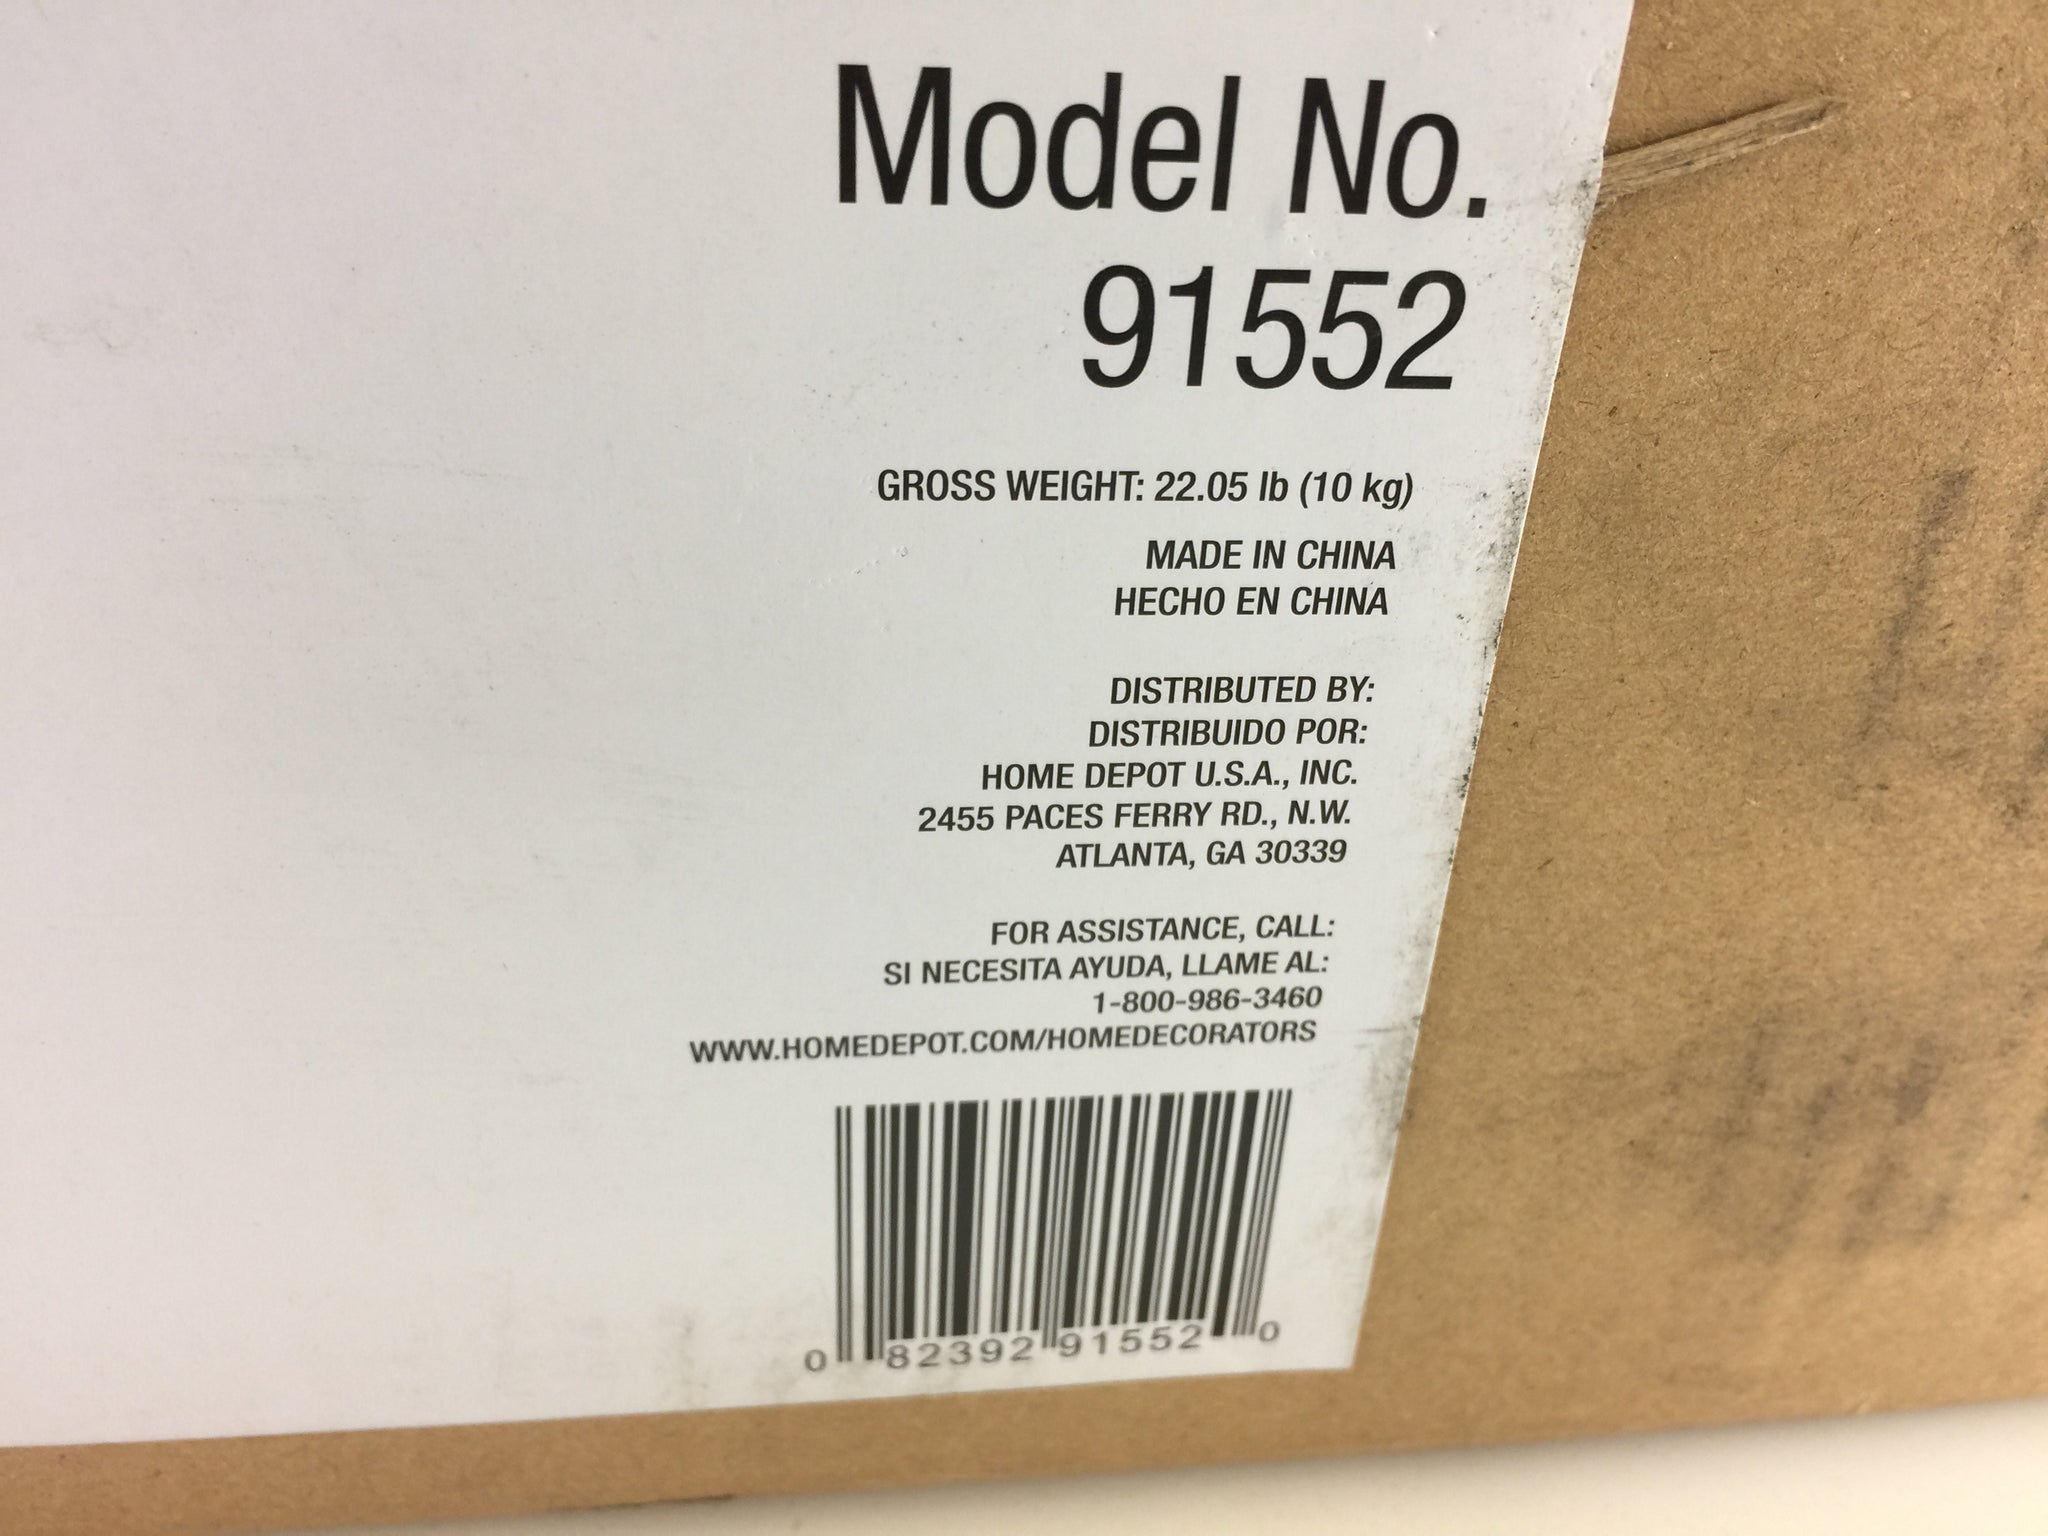 Model No.
91552
GROSS WEIGHT: 22.05 lb (10 kg)
MADE IN CHINA
HECHO EN CHINA
DISTRIBUTED BY:
DISTRIBUIDO POR:
HOME DEPOT U.S.A., INC.
2455 PACES FERRY RD., N.W.
ATLANTA, GA 30339
FOR ASSISTANCE, CALL:
SI NECESITA AYUDA, LLAME AL:
1-800-986-3460
WWW.HOMEDEPOT.COM/HOMEDECORATORS
0 82392 91552 0